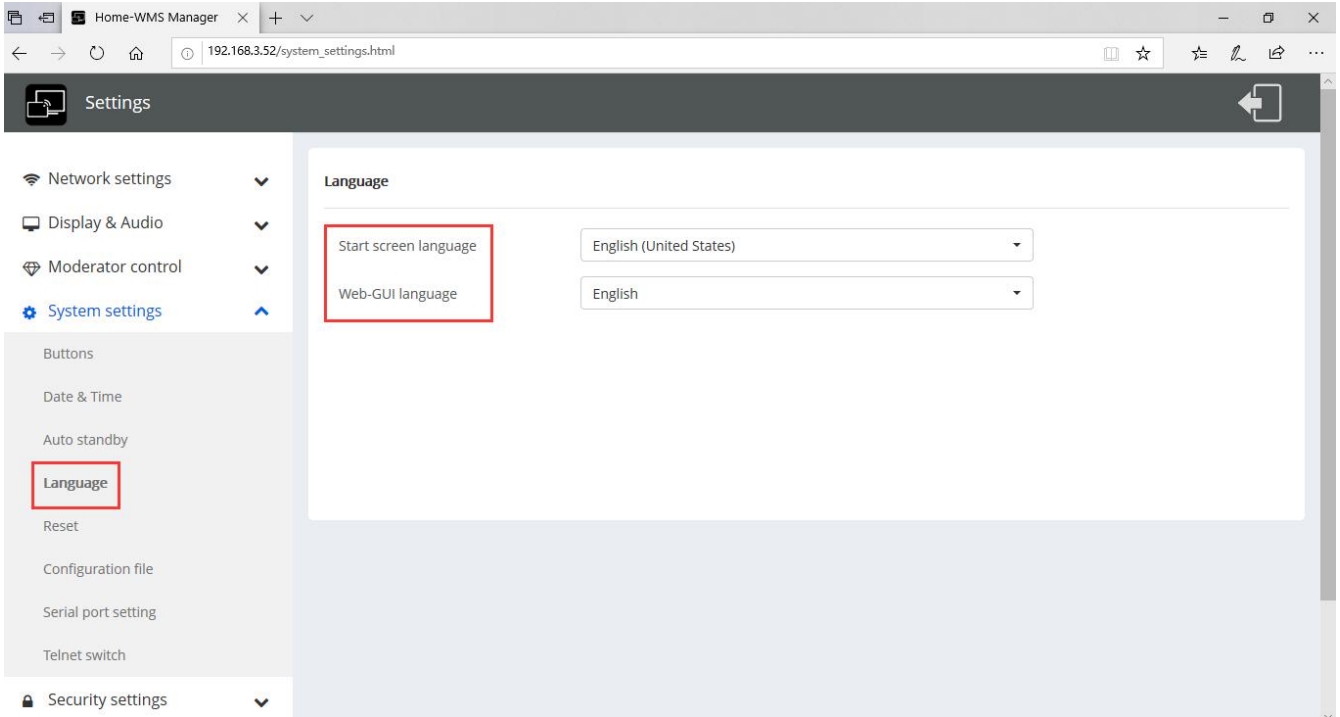 Home-WMS Manager
192.168.3.52/system_settings.html
Settings
Network settings
Display & Audio
Moderator control
System settings
Buttons
Date & Time
Auto standby
Language
Reset
Configuration file
Serial port setting
Telnet switch
Security settings
Language
Start screen language English (United States)
Web-GUI language English